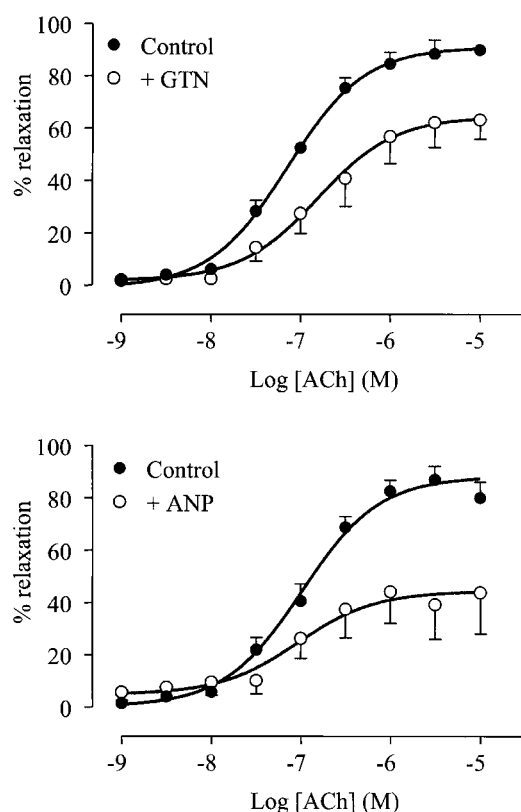 100
80
60
40
20
0
% relaxation
Control
+ GTN
-9
-8
-7
-6
-5
Log [ACh] (M)
100
80
60
40
20
0
% relaxation
Control
+ ANP
-9
-8
-7
-6
-5
Log [ACh] (M)